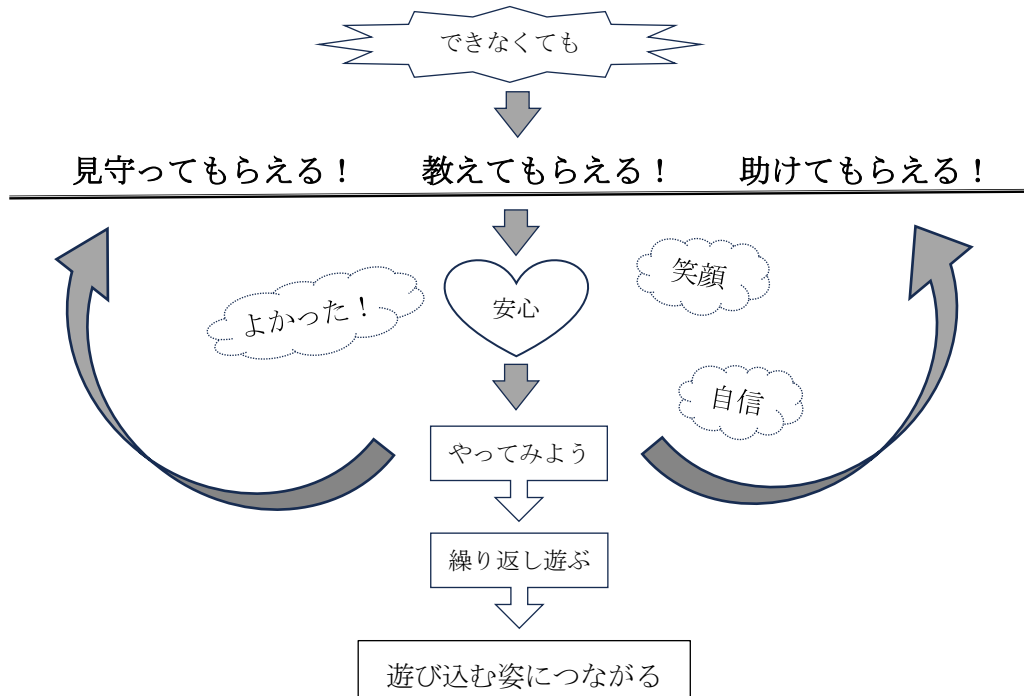 できなくても
見守ってもらえる！　教えてもらえる！　助けてもらえる！
笑顔
安心
よかった！
自信
やってみよう
繰り返し遊ぶ
遊び込む姿につながる